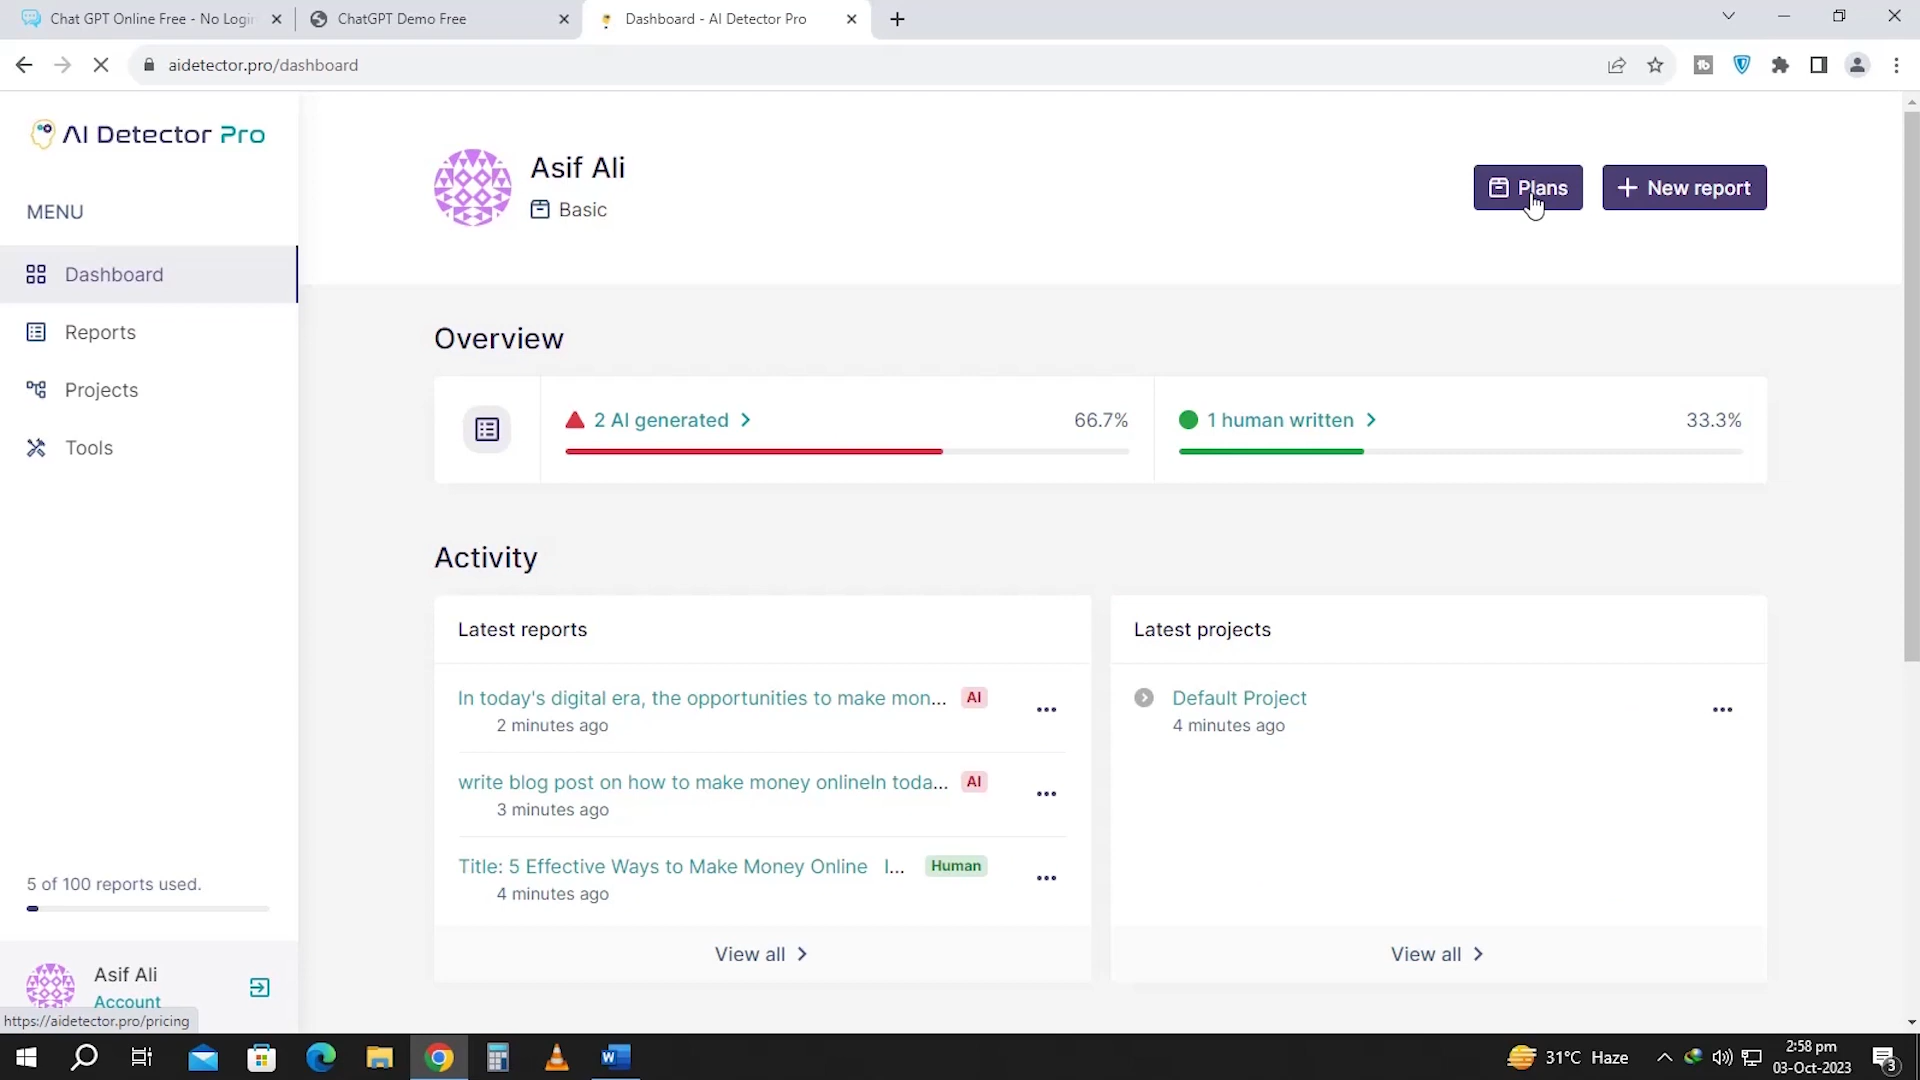 Chat GPT Online Free - No Login
ChatGPT Demo Free
Dashboard - AI Detector Pro
aidetector.pro/dashboard
AI Detector Pro
MENU
Dashboard
Reports
Projects
Tools
5 of 100 reports used.
Asif Ali
Account
https://aidetector.pro/pricing
Asif Ali
Basic
Plans
New report
Overview
2 AI generated
66.7%
1 human written
33.3%
Activity
Latest reports
In today's digital era, the opportunities to make mon... AI
2 minutes ago
write blog post on how to make money onlineIn toda... AI
3 minutes ago
Title: 5 Effective Ways to Make Money Online I... Human
4 minutes ago
View all
Latest projects
Default Project
4 minutes ago
View all
31°C Haze
2:58 pm
03-Oct-2023
3